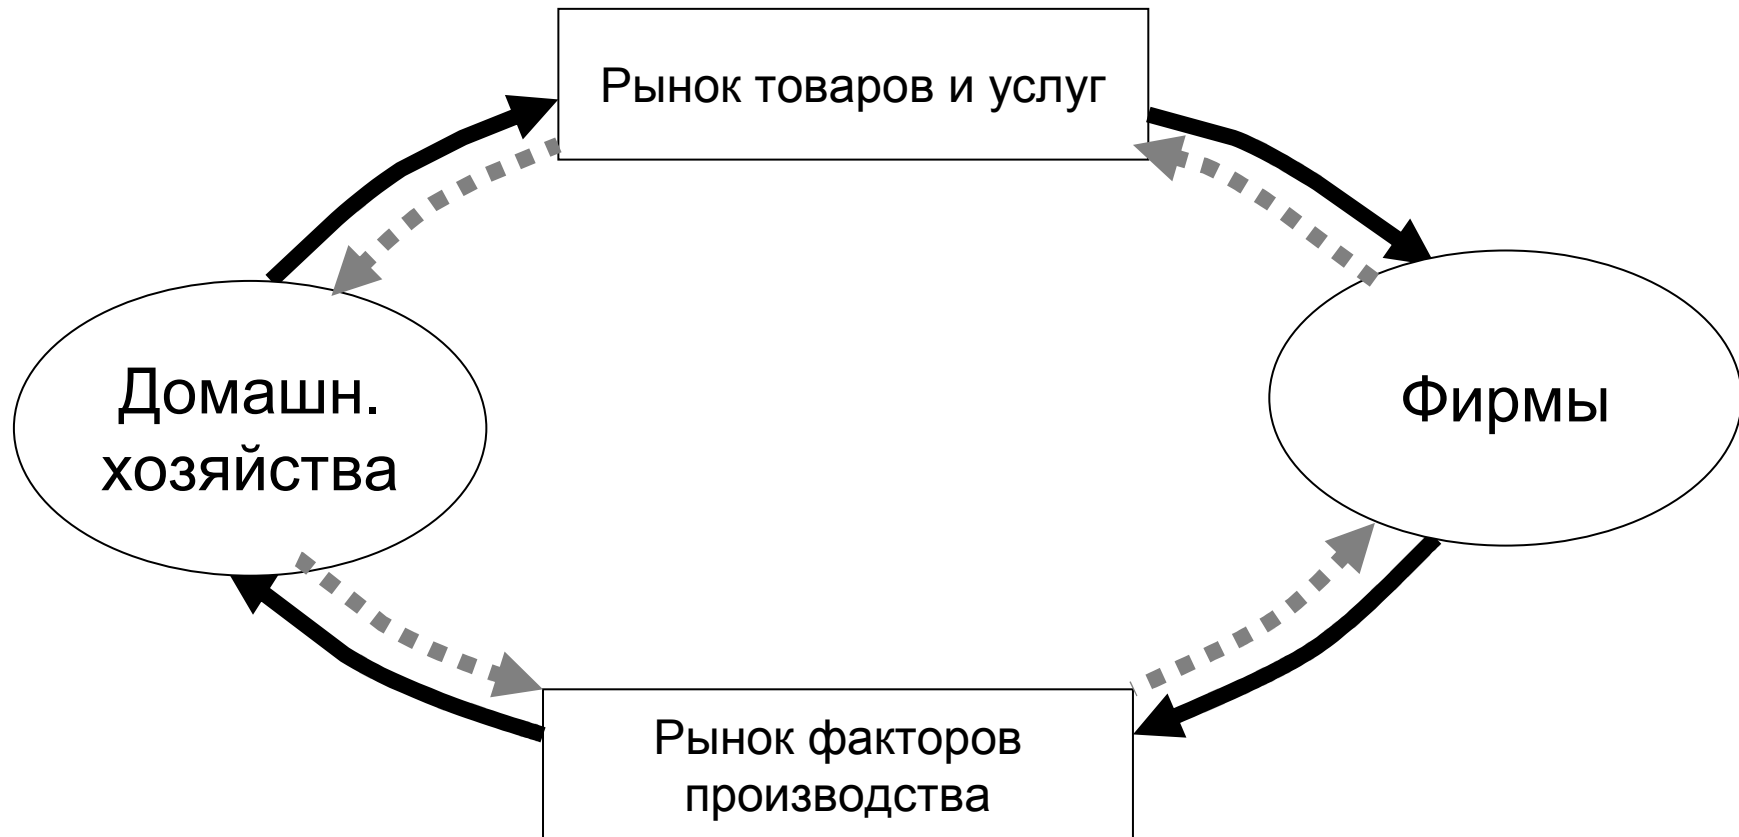 Рынок товаров и услуг
Домашн.
хозяйства
Фирмы
Рынок факторов
производства